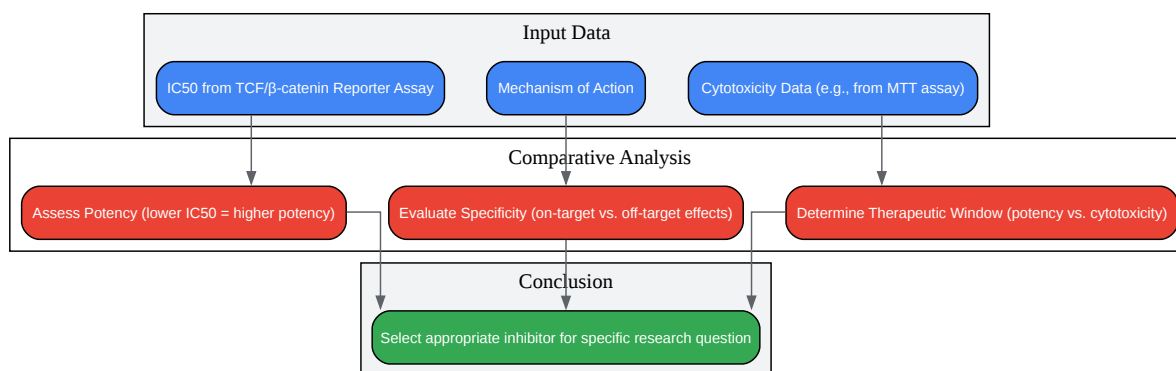 Input Data
IC50 from TCF/β-catenin Reporter Assay
Mechanism of Action
Cytotoxicity Data (e.g., from MTT assay)
Comparative Analysis
Assess Potency (lower IC50 = higher potency)
Evaluate Specificity (on-target vs. off-target effects)
Determine Therapeutic Window (potency vs. cytotoxicity)
Conclusion
Select appropriate inhibitor for specific research question